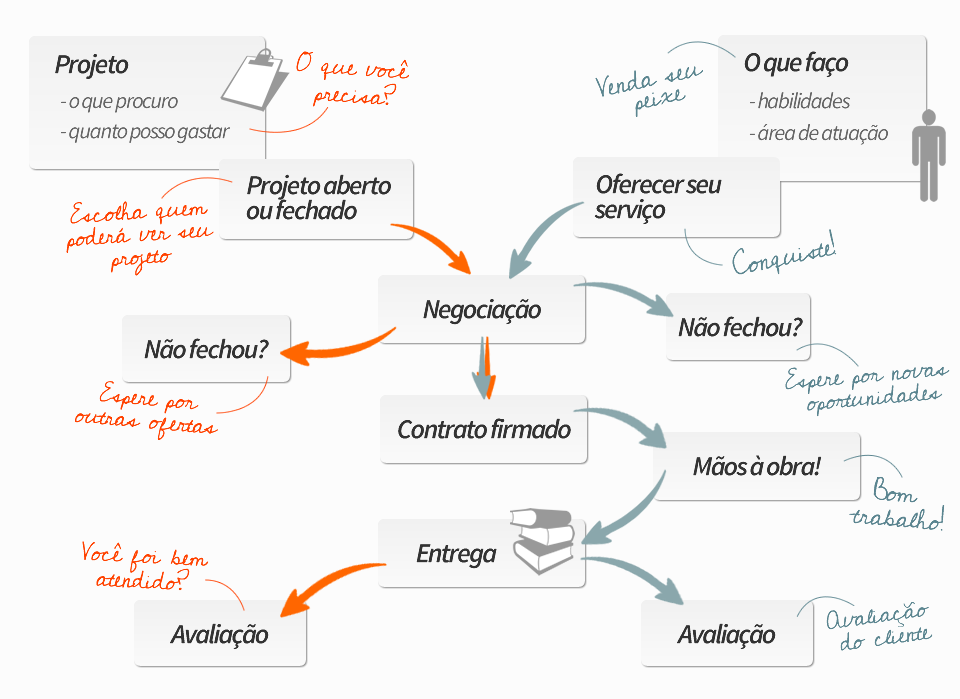 Projeto
- o que procuro
- quanto posso gastar
O que você
precisa?
Venda seu
peixe
O que faço
- habilidades
- área de atuação
Projeto aberto
ou fechado
Escolha quem
poderá ver seu
projeto
Oferecer seu
serviço
Conquiste!
Negociação
Não fechou?
Espere por
outras ofertas
Não fechou?
Espere por novas
oportunidades
Contrato firmado
Mãos à obra!
Bom
trabalho!
Entrega
Você foi bem
atendido?
Avaliação
Avaliação
Avaliação
do cliente